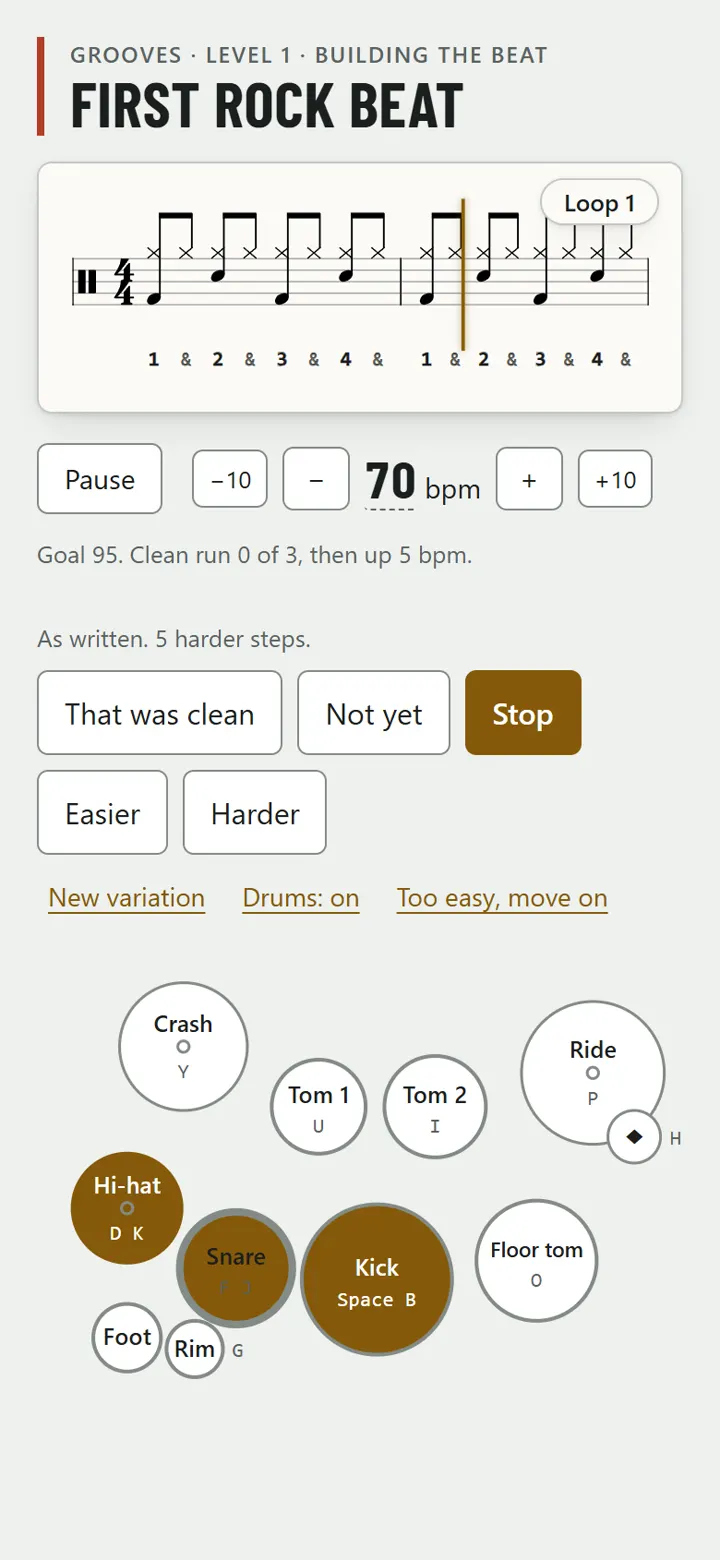 GROOVES · LEVEL 1 · BUILDING THE BEAT
FIRST ROCK BEAT
Loop 1
4
4
1 & 2 & 3 & 4 & 1 & 2 & 3 & 4 &
Pause
−10
−
70 bpm
+
+10
Goal 95. Clean run 0 of 3, then up 5 bpm.
As written. 5 harder steps.
That was clean
Not yet
Stop
Easier
Harder
New variation
Drums: on
Too easy, move on
Crash
Y
Tom 1
U
Tom 2
I
Ride
P
H
Hi-hat
D K
Snare
Kick
Space B
Floor tom
O
Foot
Rim
G